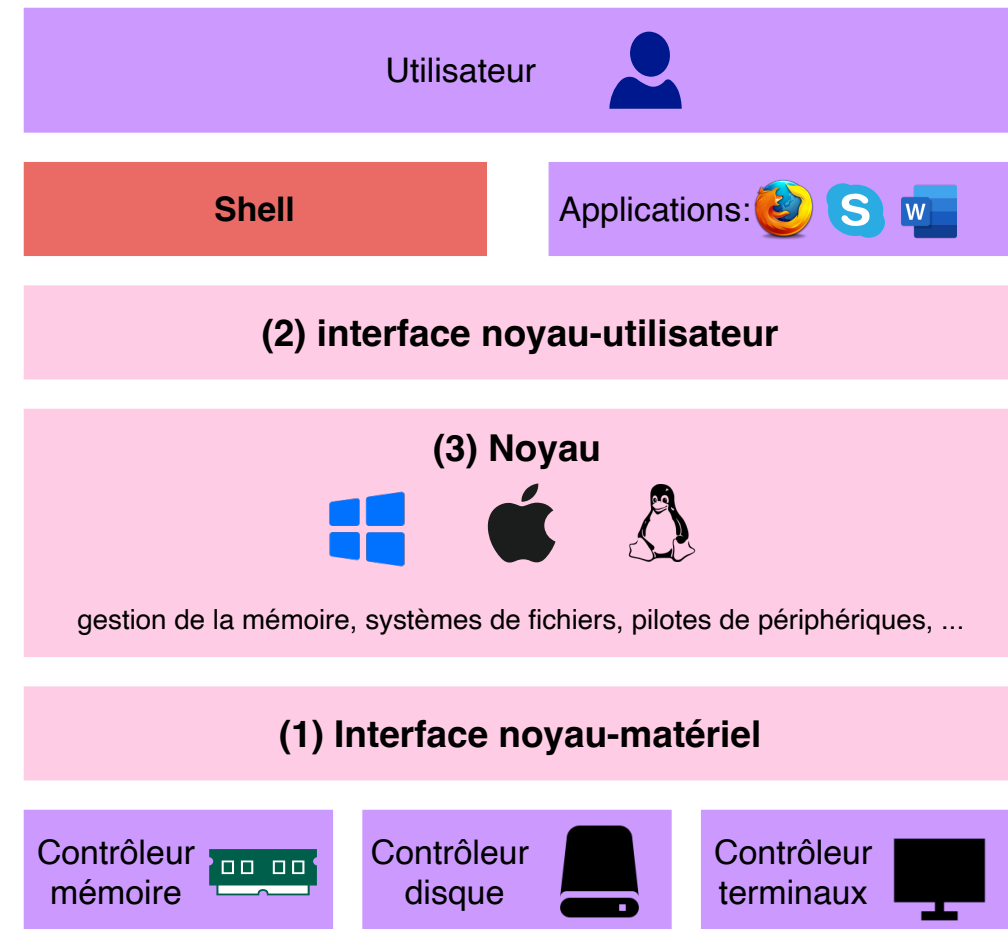 Utilisateur
Shell
Applications:
S
W
(2) interface noyau-utilisateur
(3) Noyau
gestion de la mémoire, systèmes de fichiers, pilotes de périphériques, ...
(1) Interface noyau-matériel
Contrôleur
mémoire
Contrôleur
disque
Contrôleur
terminaux